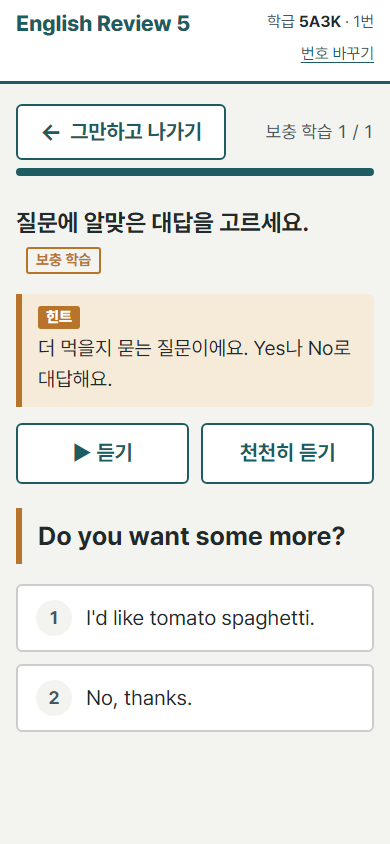 English Review 5
학급 5A3K · 1번
번호 바꾸기
← 그만하고 나가기
보충 학습 1 / 1
질문에 알맞은 대답을 고르세요.
보충 학습
힌트
더 먹을지 묻는 질문이에요. Yes나 No로
대답해요.
▶ 듣기
천천히 듣기
Do you want some more?
1 I'd like tomato spaghetti.
2 No, thanks.